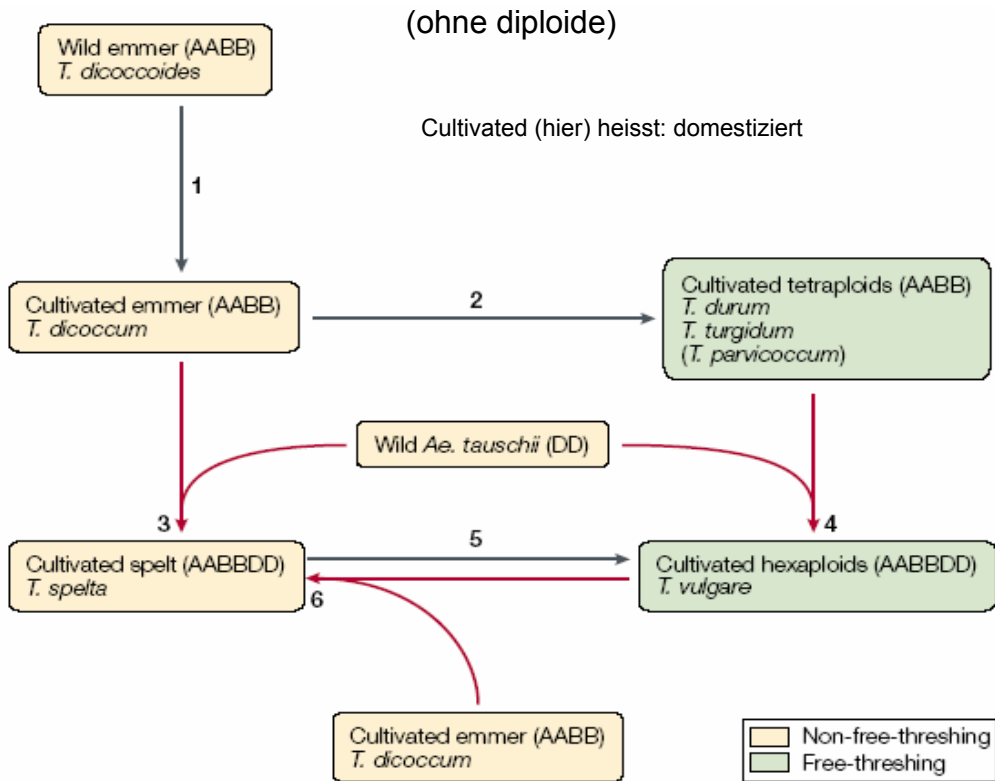 (ohne diploide)
Wild emmer (AABB)
T. dicoccoides
Cultivated (hier) heisst: domestiziert
1
Cultivated emmer (AABB)
T. dicoccum
2
Cultivated tetraploids (AABB)
T. durum
T. turgidum
(T. parvicoccum)
Wild Ae. tauschii (DD)
3
4
Cultivated spelt (AABBDD)
T. spelta
5
6
Cultivated hexaploids (AABBDD)
T. vulgare
Cultivated emmer (AABB)
T. dicoccum
Non-free-threshing
Free-threshing